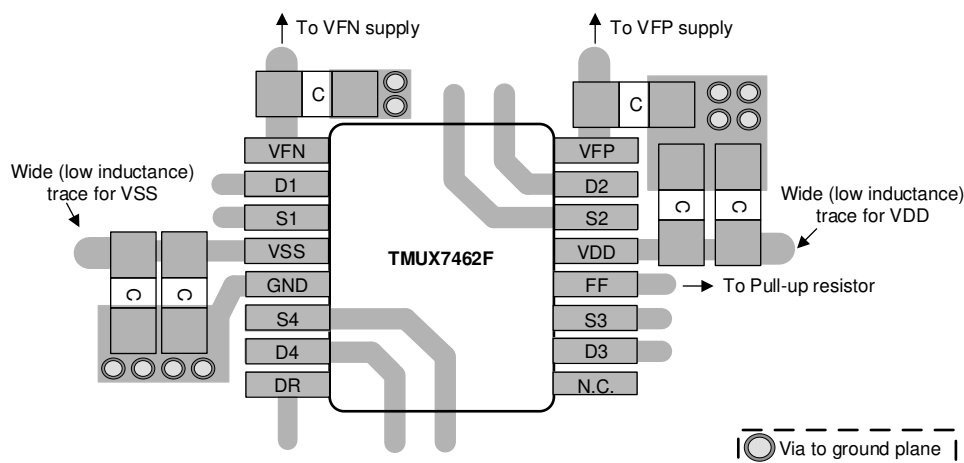 To VFN supply
To VFP supply
C
C
VFN
VFP
Wide (low inductance)
trace for VSS
D1
D2
Wide (low inductance)
trace for VDD
S1
S2
C
C
VSS
TMUX7462F
VDD
C
C
GND
FF
To Pull-up resistor
S4
S3
D4
D3
DR
N.C.
Via to ground plane